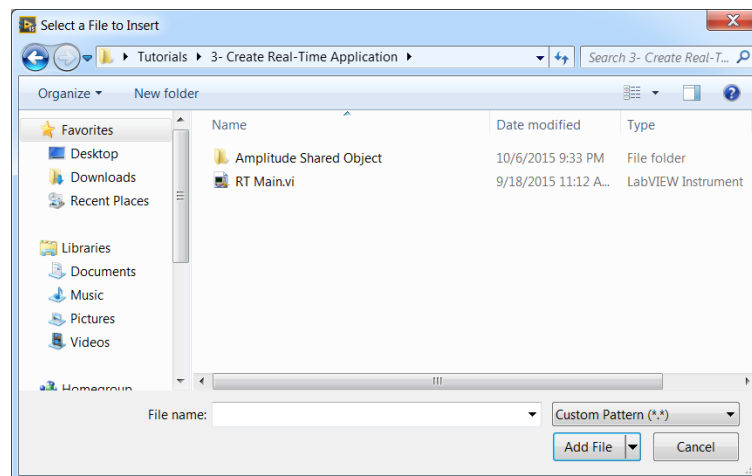 Select a File to Insert
Tutorials 3- Create Real-Time Application
Search 3- Create Real-T...
Organize New folder
Name Date modified Type
Favorites
Desktop
Downloads
Recent Places
Amplitude Shared Object 10/6/2015 9:33 PM File folder
RT Main.vi 9/18/2015 11:12 A... LabVIEW Instrument
Libraries
Documents
Music
Pictures
Videos
Homegroup
File name:
Custom Pattern (*.*)
Add File Cancel